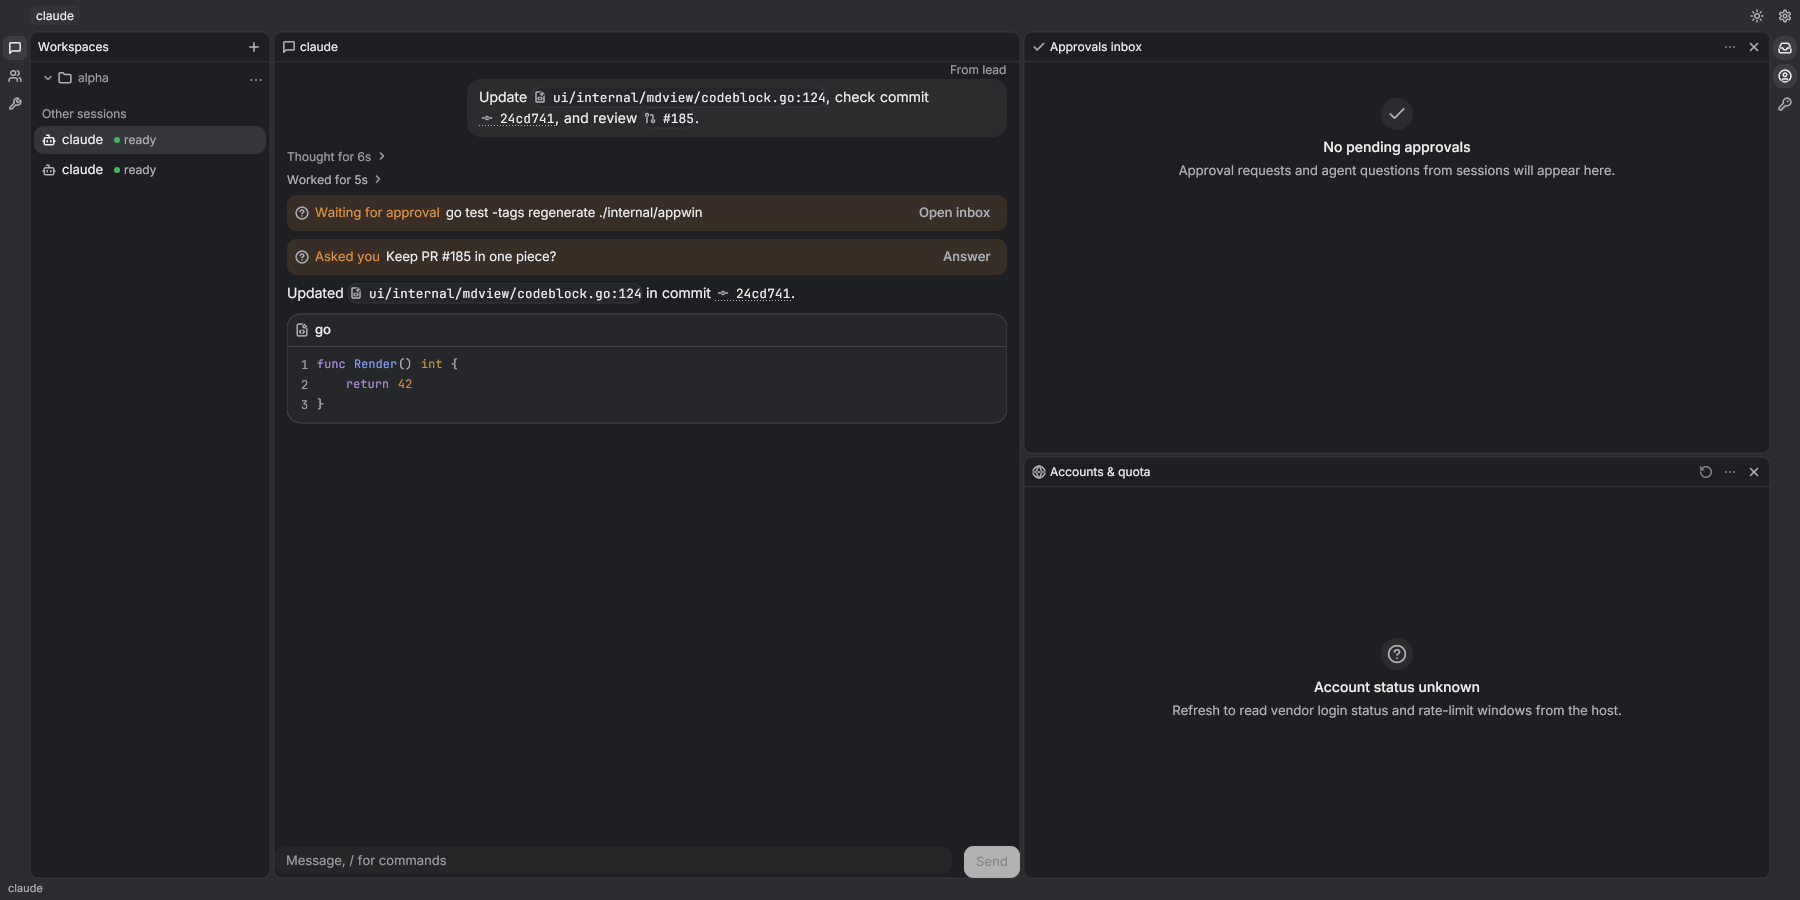 claude
Workspaces
alpha
Other sessions
claude ready
claude ready
claude
From lead
Update ui/internal/mdview/codeblock.go:124, check commit
24cd741, and review #185.
Thought for 6s
Worked for 5s
Waiting for approval go test -tags regenerate ./internal/appwin Open inbox
Asked you Keep PR #185 in one piece? Answer
Updated ui/internal/mdview/codeblock.go:124 in commit 24cd741.
go
1 func Render() int {
2     return 42
3 }
Message, / for commands
Send
Approvals inbox
No pending approvals
Approval requests and agent questions from sessions will appear here.
Accounts & quota
Account status unknown
Refresh to read vendor login status and rate-limit windows from the host.
claude